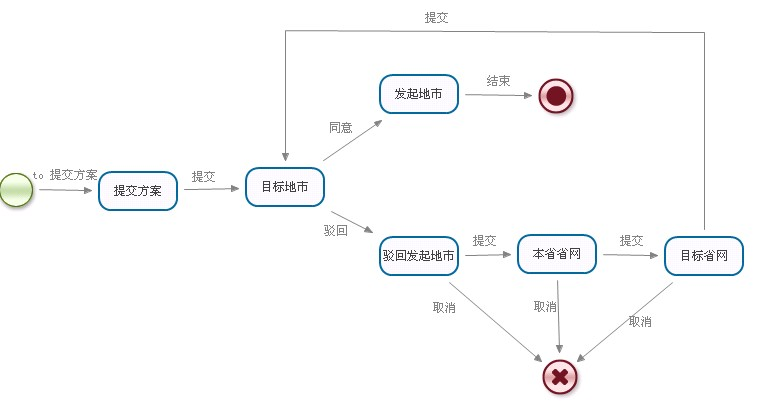 提交
发起地市
结束
同意
to 提交方案
提交方案
提交
目标地市
驳回
驳回发起地市
提交
本省省网
提交
目标省网
取消
取消
取消